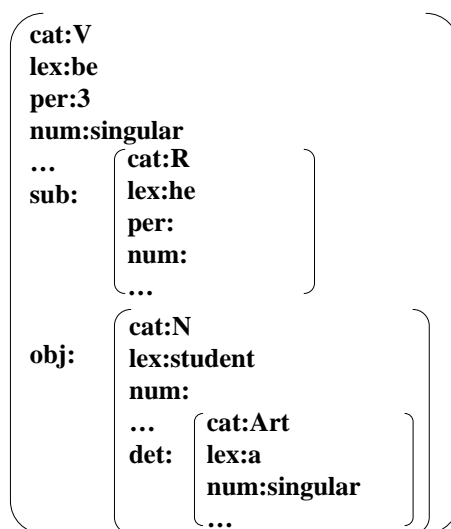 cat:V
lex:be
per:3
num:singular
…
cat:R
sub:
lex:he
per:
num:
…
cat:N
obj:
lex:student
num:
…
cat:Art
det:
lex:a
num:singular
…